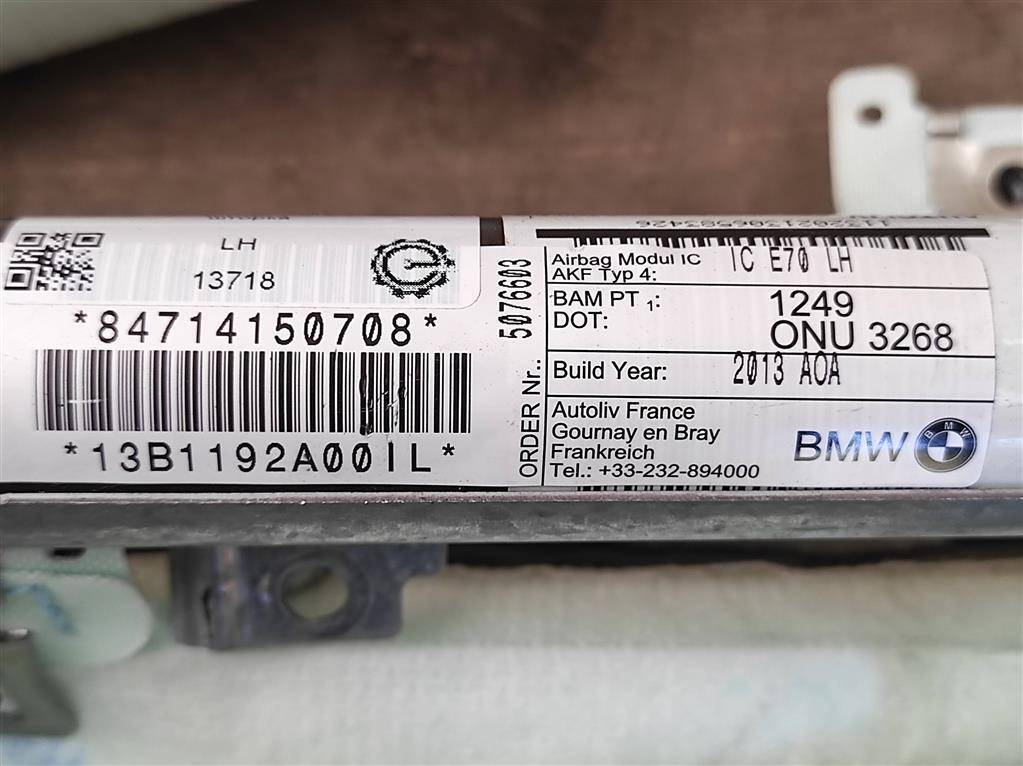 LH
13718
*84714150708*
*13B1192A00IL*
ORDER Nr.: 5076603
Airbag Modul IC IC E70 LH
AKF Typ 4:
BAM PT 1: 1249
DOT: ONU 3268
Build Year: 2013 AOA
Autoliv France
Gournay en Bray
Frankreich
Tel.: +33-232-894000
BMW
BMW